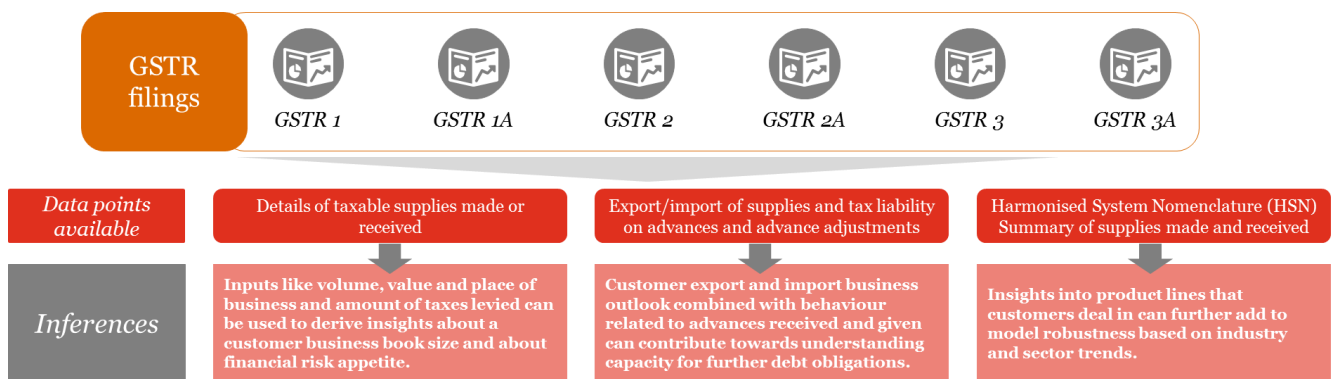 GSTR
filings
GSTR 1
GSTR 1A
GSTR 2
GSTR 2A
GSTR 3
GSTR 3A
Data points
available
Details of taxable supplies made or
received
Export/import of supplies and tax liability
on advances and advance adjustments
Harmonised System Nomenclature (HSN)
Summary of supplies made and received
Inferences
Inputs like volume, value and place of
business and amount of taxes levied can
be used to derive insights about a
customer business book size and about
financial risk appetite.
Customer export and import business
outlook combined with behaviour
related to advances received and given
can contribute towards understanding
capacity for further debt obligations.
Insights into product lines that
customers deal in can further add to
model robustness based on industry
and sector trends.